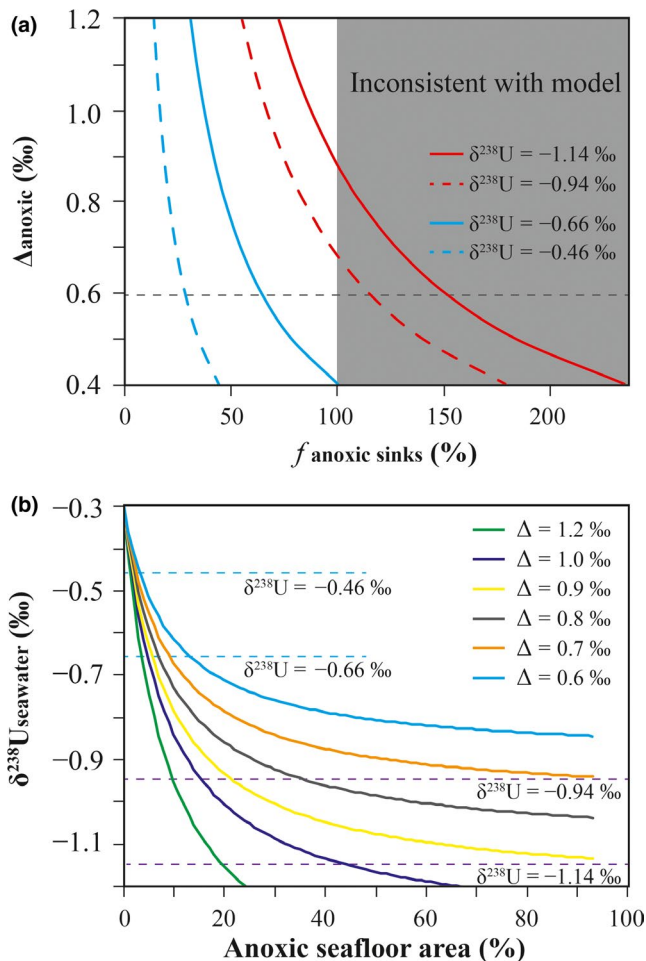 (a)
1.2
1.0
0.8
0.6
0.4
Δanoxic (‰)
Inconsistent with model
δ²³⁸U = −1.14 ‰
δ²³⁸U = −0.94 ‰
δ²³⁸U = −0.66 ‰
δ²³⁸U = −0.46 ‰
0 50 100 150 200
f anoxic sinks (%)
(b)
−0.3
−0.5
−0.7
−0.9
−1.1
δ²³⁸Useawater (‰)
Δ = 1.2 ‰
Δ = 1.0 ‰
Δ = 0.9 ‰
Δ = 0.8 ‰
Δ = 0.7 ‰
Δ = 0.6 ‰
δ²³⁸U = −0.46 ‰
δ²³⁸U = −0.66 ‰
δ²³⁸U = −0.94 ‰
δ²³⁸U = −1.14 ‰
0 20 40 60 80 100
Anoxic seafloor area (%)